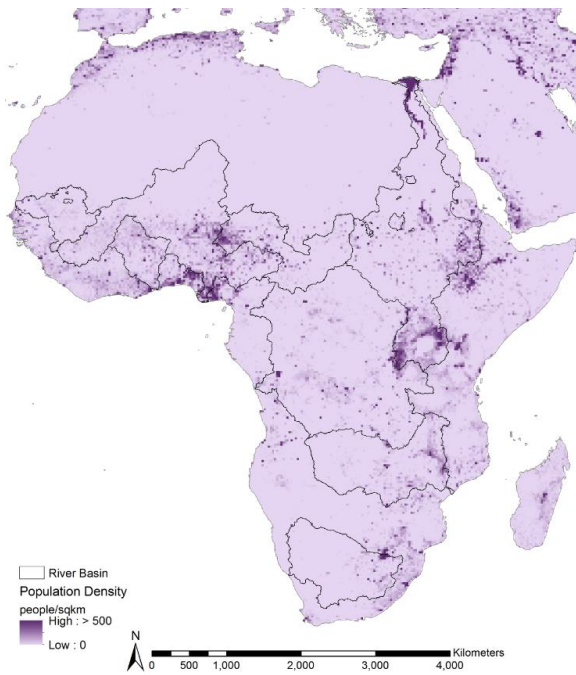 River Basin
Population Density
people/sqkm
High : > 500
Low : 0
N
Kilometers
0 500 1,000 2,000 3,000 4,000